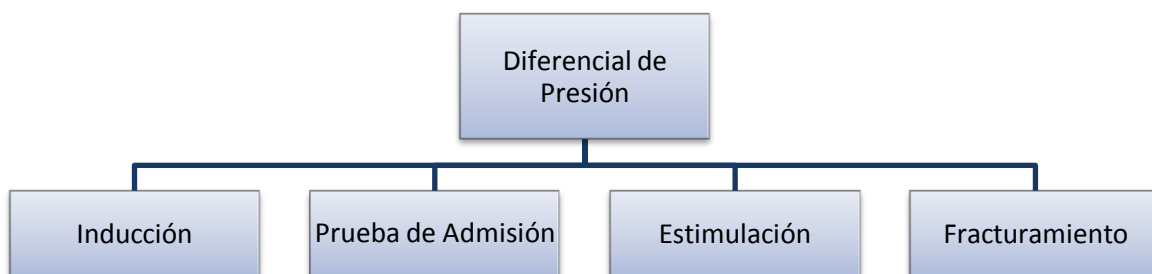 Diferencial de
Presión
Inducción
Prueba de Admisión
Estimulación
Fracturamiento